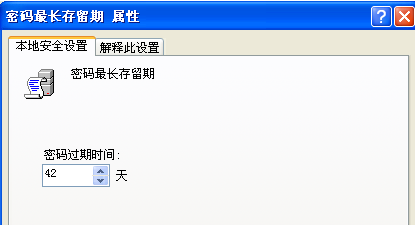 密码最长存留期 属性
本地安全设置 解释此设置
密码最长存留期
密码过期时间:
42 天